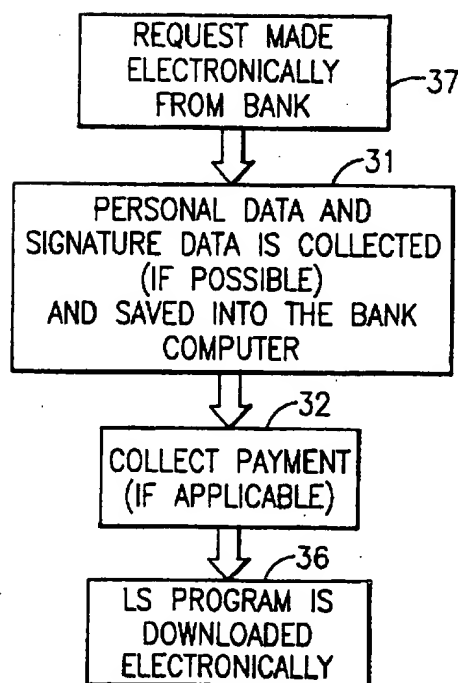 REQUEST MADE
ELECTRONICALLY
FROM BANK
37
31
PERSONAL DATA AND
SIGNATURE DATA IS COLLECTED
(IF POSSIBLE)
AND SAVED INTO THE BANK
COMPUTER
32
COLLECT PAYMENT
(IF APPLICABLE)
36
LS PROGRAM IS
DOWNLOADED
ELECTRONICALLY